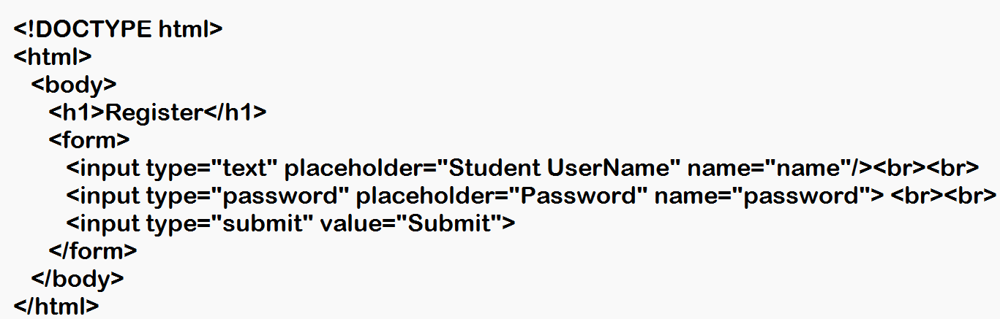 <!DOCTYPE html>
<html>
<body>
<h1>Register</h1>
<form>
<input type="text" placeholder="Student UserName" name="name"/><br><br>
<input type="password" placeholder="Password" name="password"> <br><br>
<input type="submit" value="Submit">
</form>
</body>
</html>